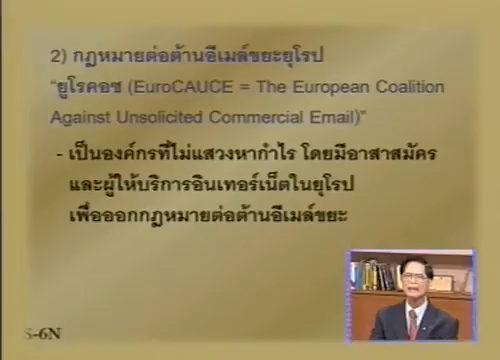 2) กฎหมายต่อต้านอีเมล์ขยะยุโรป
“ยูโรคอซ (EuroCAUCE = The European Coalition
Against Unsolicited Commercial Email)”
- เป็นองค์กรที่ไม่แสวงหากำไร โดยมีอาสาสมัคร
และผู้ให้บริการอินเทอร์เน็ตในยุโรป
เพื่อออกกฎหมายต่อต้านอีเมล์ขยะ
S-6N